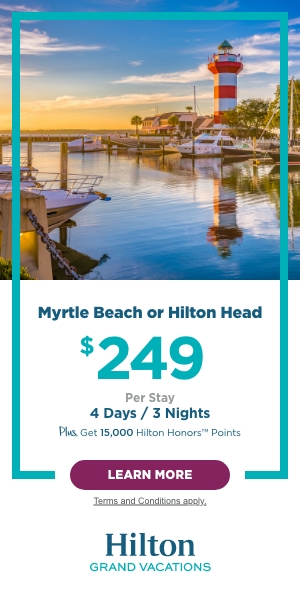 Myrtle Beach or Hilton Head
$249
Per Stay
4 Days / 3 Nights
Plus, Get 15,000 Hilton Honors™ Points
LEARN MORE
Terms and Conditions apply.
Hilton
GRAND VACATIONS